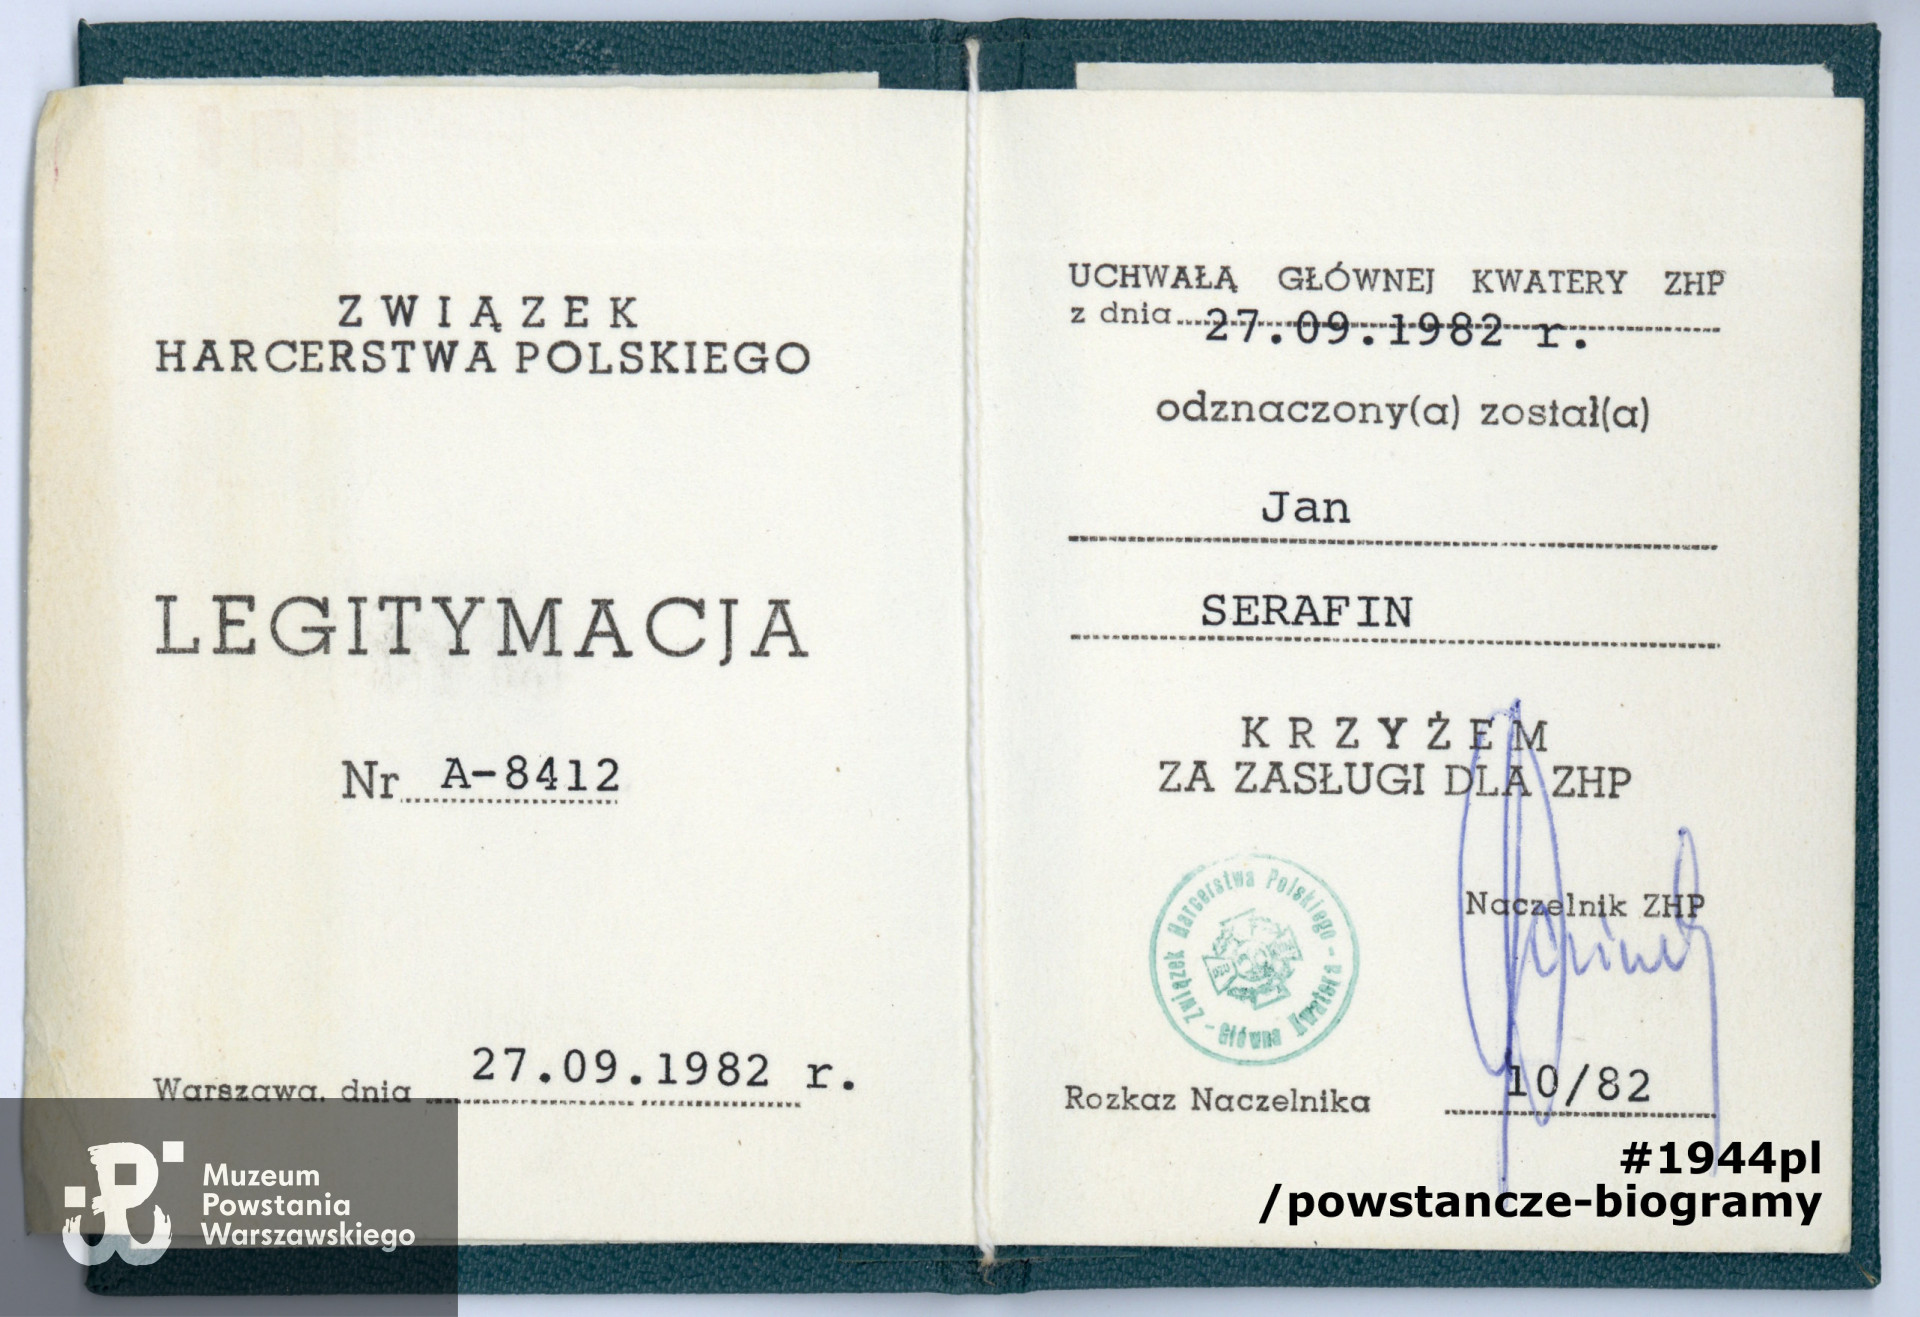 ZWIĄZEK
HARCERSTWA POLSKIEGO
LEGITYMACJA
Nr A-8412
Warszawa, dnia 27.09.1982 r.
UCHWAŁĄ GŁÓWNEJ KWATERY ZHP
z dnia 27.09.1982 r.
odznaczony(a) został(a)
Jan
SERAFIN
KRZYŻEM
ZA ZASŁUGI DLA ZHP
Związek Harcerstwa Polskiego - Główna Kwatera -
Naczelnik ZHP
Rozkaz Naczelnika 10/82
Muzeum
Powstania
Warszawskiego
#1944pl
/powstancze-biogramy